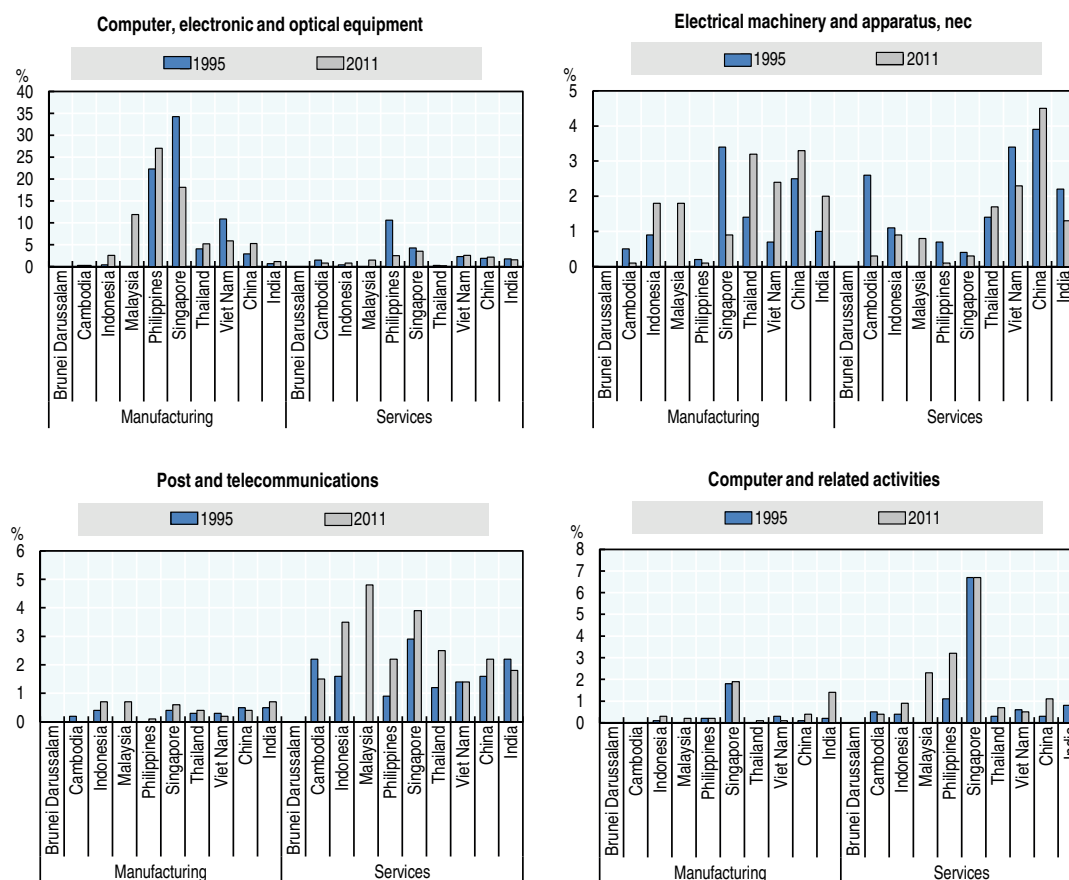 Computer, electronic and optical equipment
1995
2011
%
40
35
30
25
20
15
10
5
0
Brunei Darussalam
Cambodia
Indonesia
Malaysia
Philippines
Singapore
Thailand
Viet Nam
China
India
Brunei Darussalam
Cambodia
Indonesia
Malaysia
Philippines
Singapore
Thailand
Viet Nam
China
India
Manufacturing
Services
Electrical machinery and apparatus, nec
1995
2011
%
5
4
3
2
1
0
Brunei Darussalam
Cambodia
Indonesia
Malaysia
Philippines
Singapore
Thailand
Viet Nam
China
India
Brunei Darussalam
Cambodia
Indonesia
Malaysia
Philippines
Singapore
Thailand
Viet Nam
China
India
Manufacturing
Services
Post and telecommunications
1995
2011
%
6
5
4
3
2
1
0
Brunei Darussalam
Cambodia
Indonesia
Malaysia
Philippines
Singapore
Thailand
Viet Nam
China
India
Brunei Darussalam
Cambodia
Indonesia
Malaysia
Philippines
Singapore
Thailand
Viet Nam
China
India
Manufacturing
Services
Computer and related activities
1995
2011
%
8
7
6
5
4
3
2
1
0
Brunei Darussalam
Cambodia
Indonesia
Malaysia
Philippines
Singapore
Thailand
Viet Nam
China
India
Brunei Darussalam
Cambodia
Indonesia
Malaysia
Philippines
Singapore
Thailand
Viet Nam
China
India
Manufacturing
Services